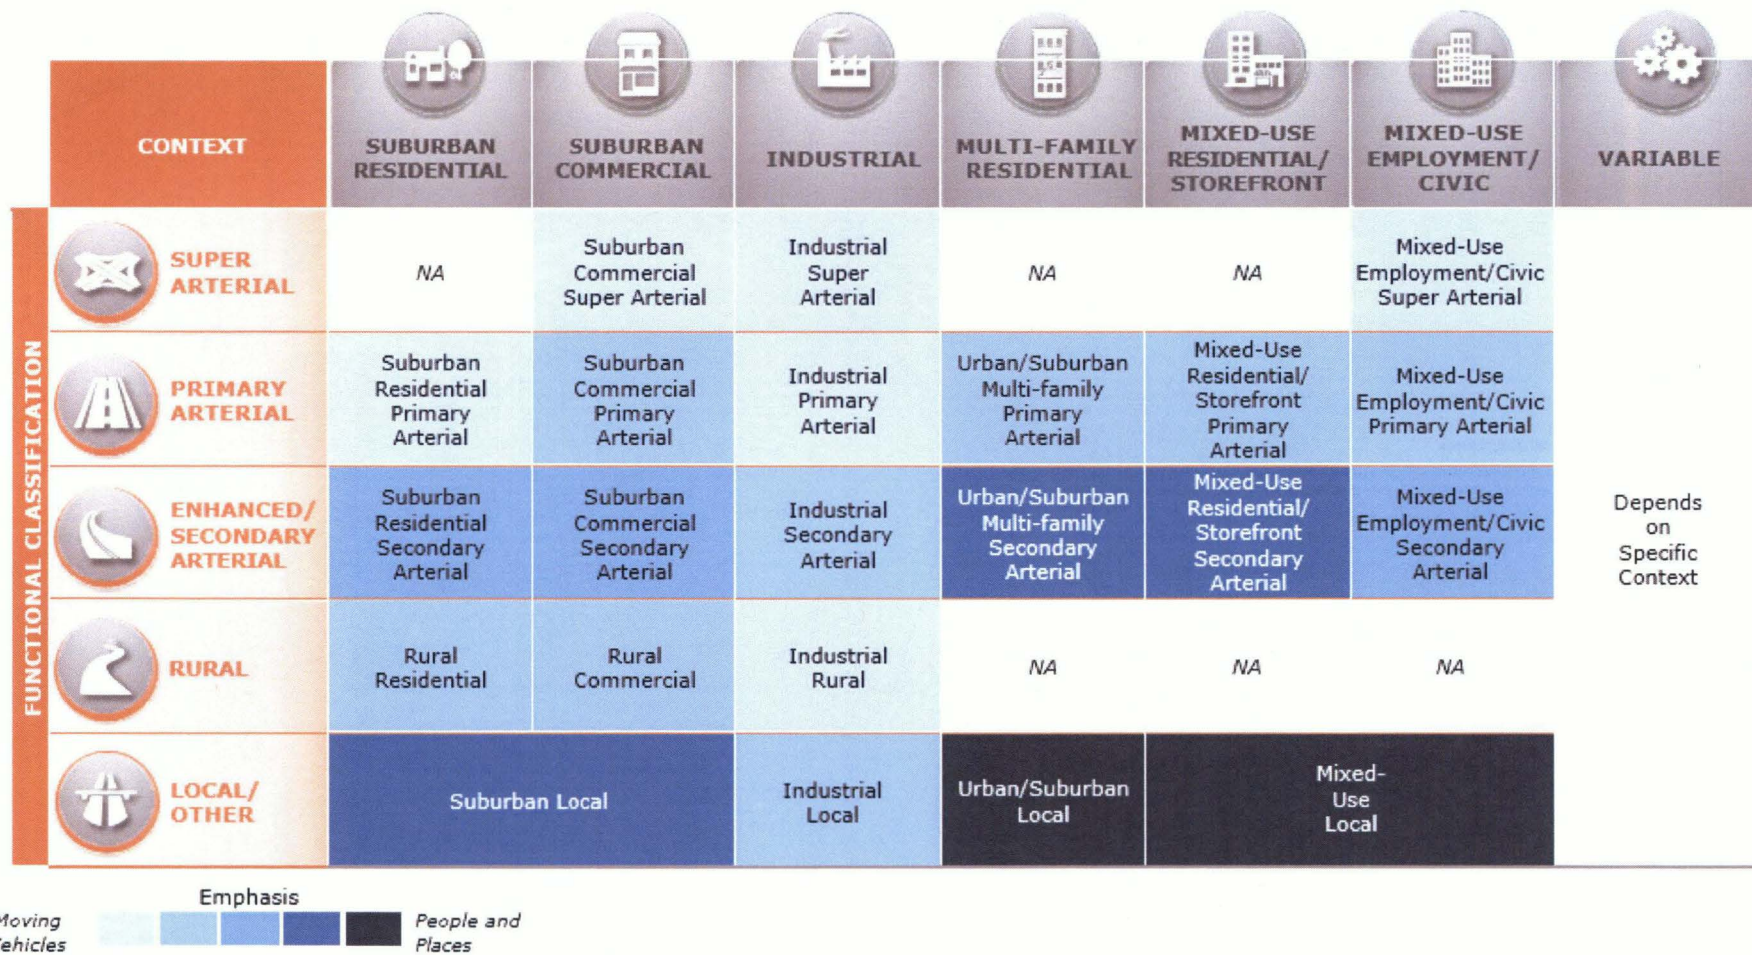 CONTEXT
SUBURBAN
RESIDENTIAL
SUBURBAN
COMMERCIAL
INDUSTRIAL
MULTI-FAMILY
RESIDENTIAL
MIXED-USE
RESIDENTIAL/
STOREFRONT
MIXED-USE
EMPLOYMENT/
CIVIC
VARIABLE
FUNCTIONAL CLASSIFICATION
SUPER
ARTERIAL
NA
Suburban
Commercial
Super Arterial
Industrial
Super
Arterial
NA
NA
Mixed-Use
Employment/Civic
Super Arterial
PRIMARY
ARTERIAL
Suburban
Residential
Primary
Arterial
Suburban
Commercial
Primary
Arterial
Industrial
Primary
Arterial
Urban/Suburban
Multi-family
Primary
Arterial
Mixed-Use
Residential/
Storefront
Primary
Arterial
Mixed-Use
Employment/Civic
Primary Arterial
ENHANCED/
SECONDARY
ARTERIAL
Suburban
Residential
Secondary
Arterial
Suburban
Commercial
Secondary
Arterial
Industrial
Secondary
Arterial
Urban/Suburban
Multi-family
Secondary
Arterial
Mixed-Use
Residential/
Storefront
Secondary
Arterial
Mixed-Use
Employment/Civic
Secondary
Arterial
Depends
on
Specific
Context
RURAL
Rural
Residential
Rural
Commercial
Industrial
Rural
NA
NA
NA
LOCAL/
OTHER
Suburban Local
Industrial
Local
Urban/Suburban
Local
Mixed-
Use
Local
Emphasis
Moving
Vehicles
People and
Places